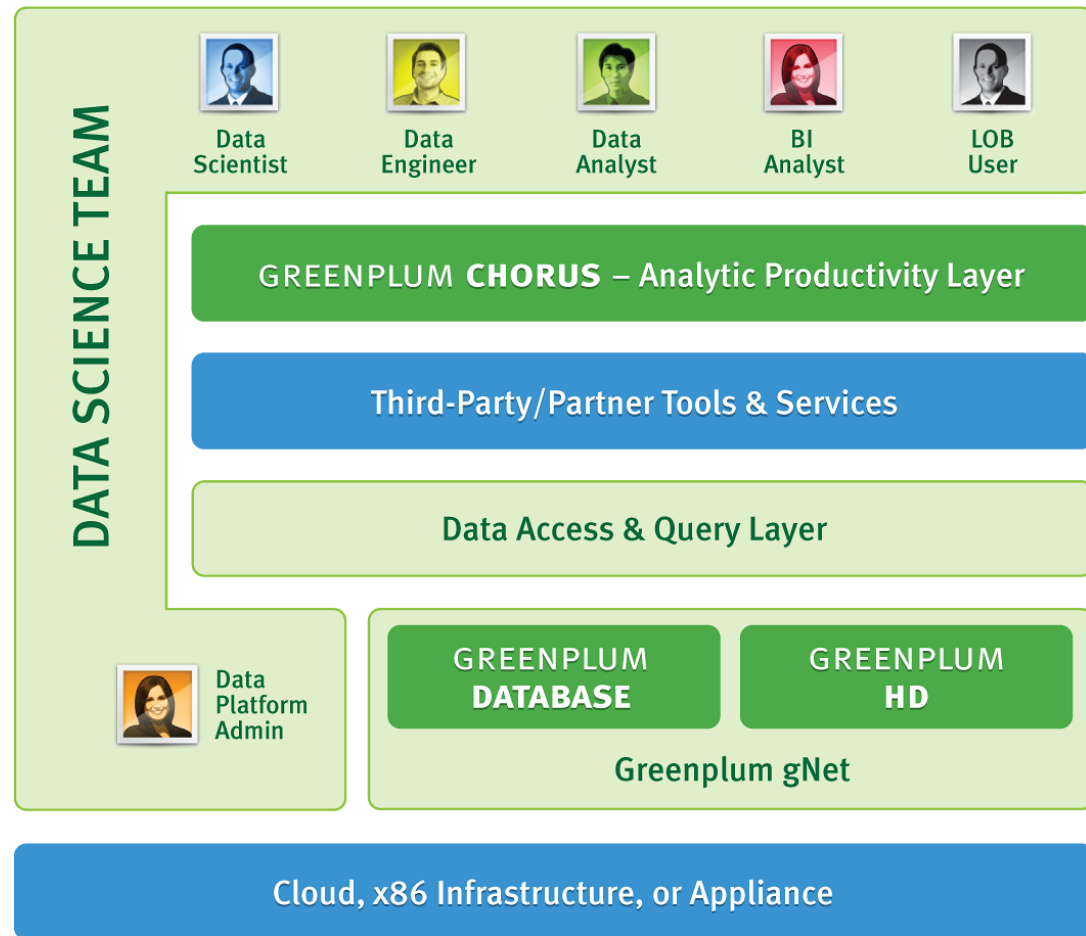 DATA SCIENCE TEAM
Data
Scientist
Data
Engineer
Data
Analyst
BI
Analyst
LOB
User
GREENPLUM CHORUS – Analytic Productivity Layer
Third-Party/Partner Tools & Services
Data Access & Query Layer
Data
Platform
Admin
GREENPLUM
DATABASE
GREENPLUM
HD
Greenplum gNet
Cloud, x86 Infrastructure, or Appliance